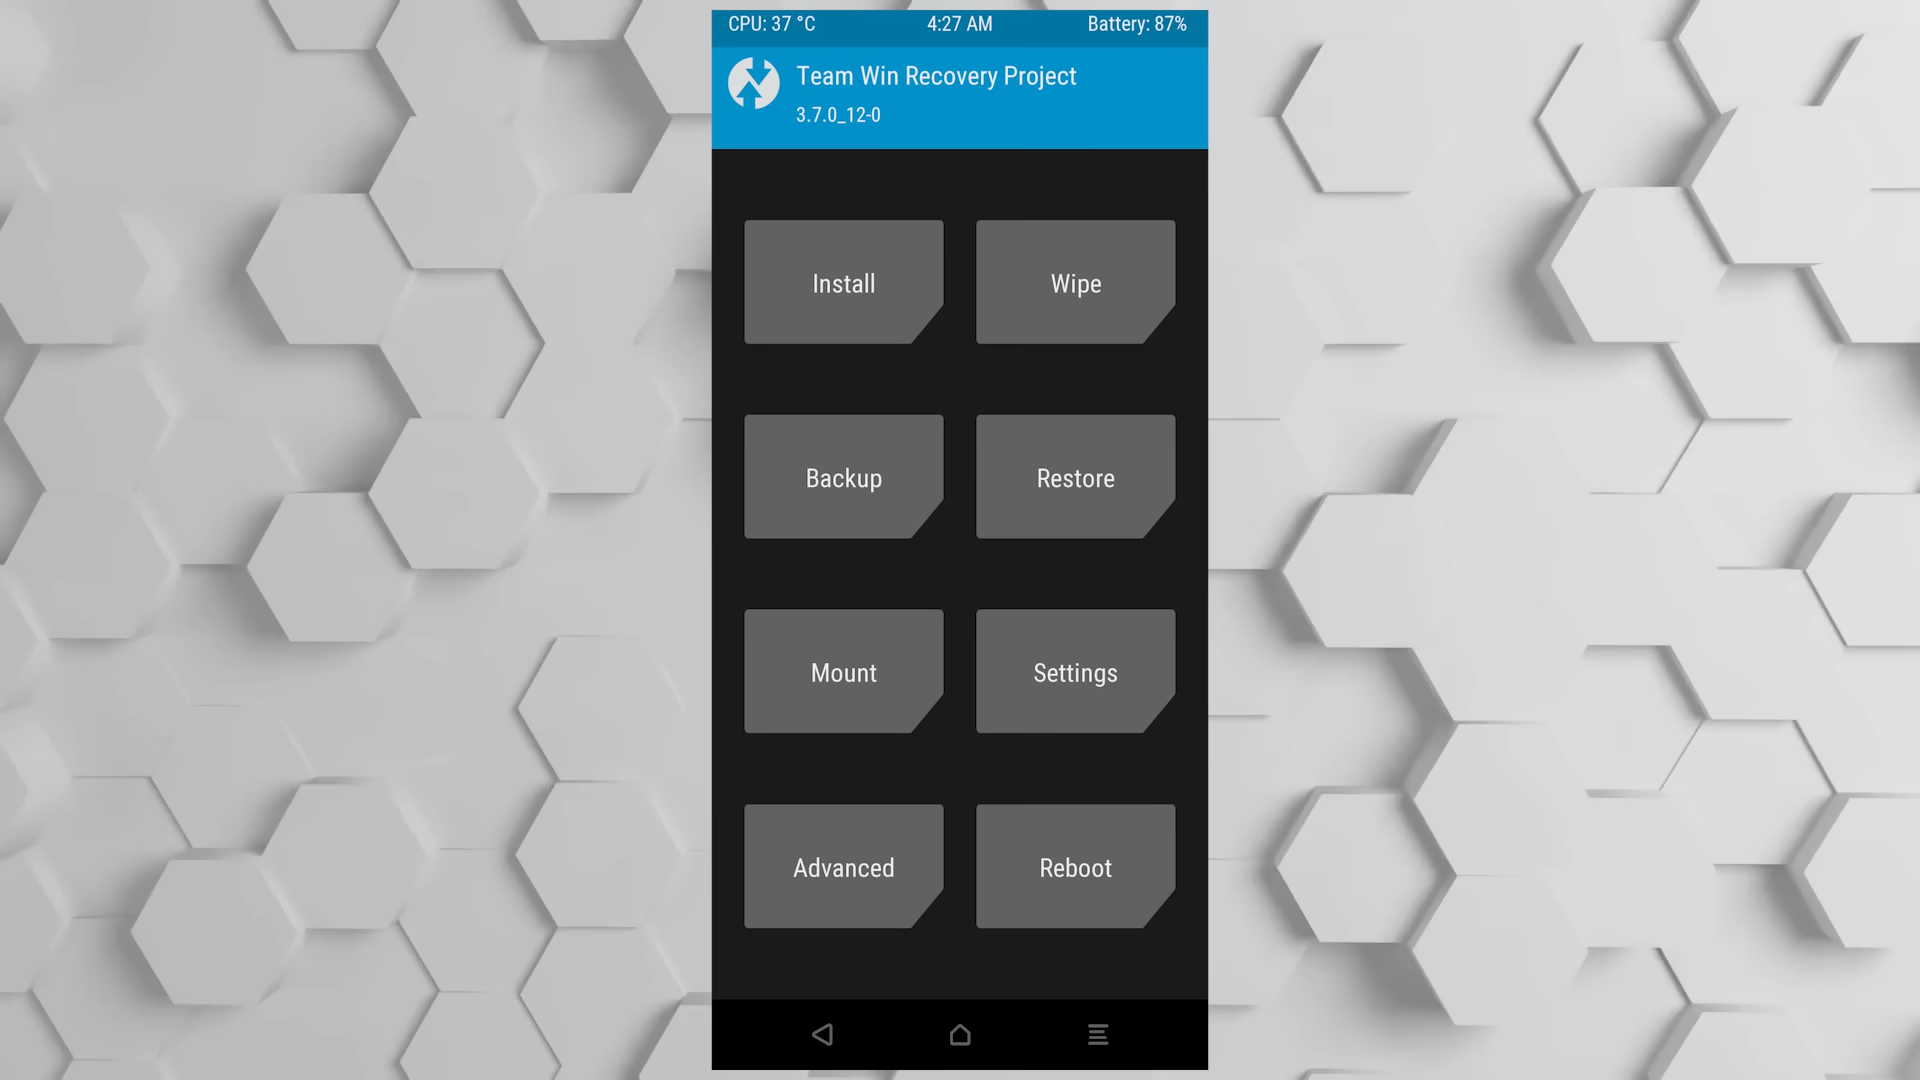 CPU: 37 °C 4:27 AM Battery: 87%
Team Win Recovery Project
3.7.0_12-0
Install Wipe
Backup Restore
Mount Settings
Advanced Reboot